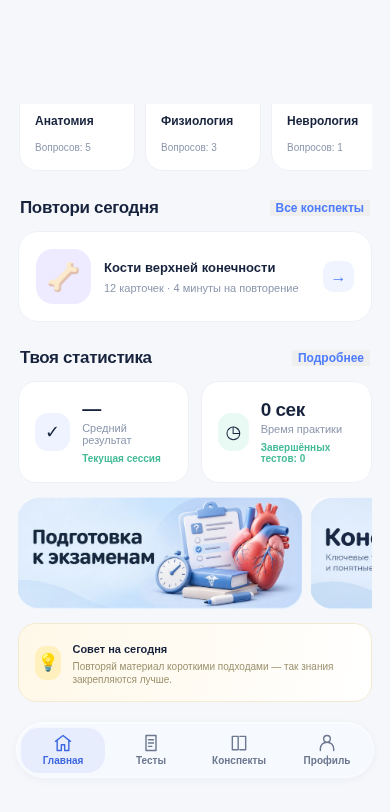 Анатомия
Физиология
Неврология
Вопросов: 5
Вопросов: 3
Вопросов: 1
Повтори сегодня
Все конспекты
Кости верхней конечности
12 карточек · 4 минуты на повторение
→
Твоя статистика
Подробнее
—
Средний
результат
Текущая сессия
0 сек
Время практики
Завершённых
тестов: 0
Подготовка
к экзаменам
Ключевые
и понятные
Совет на сегодня
Повторяй материал короткими подходами — так знания
закрепляются лучше.
Главная
Тесты
Конспекты
Профиль